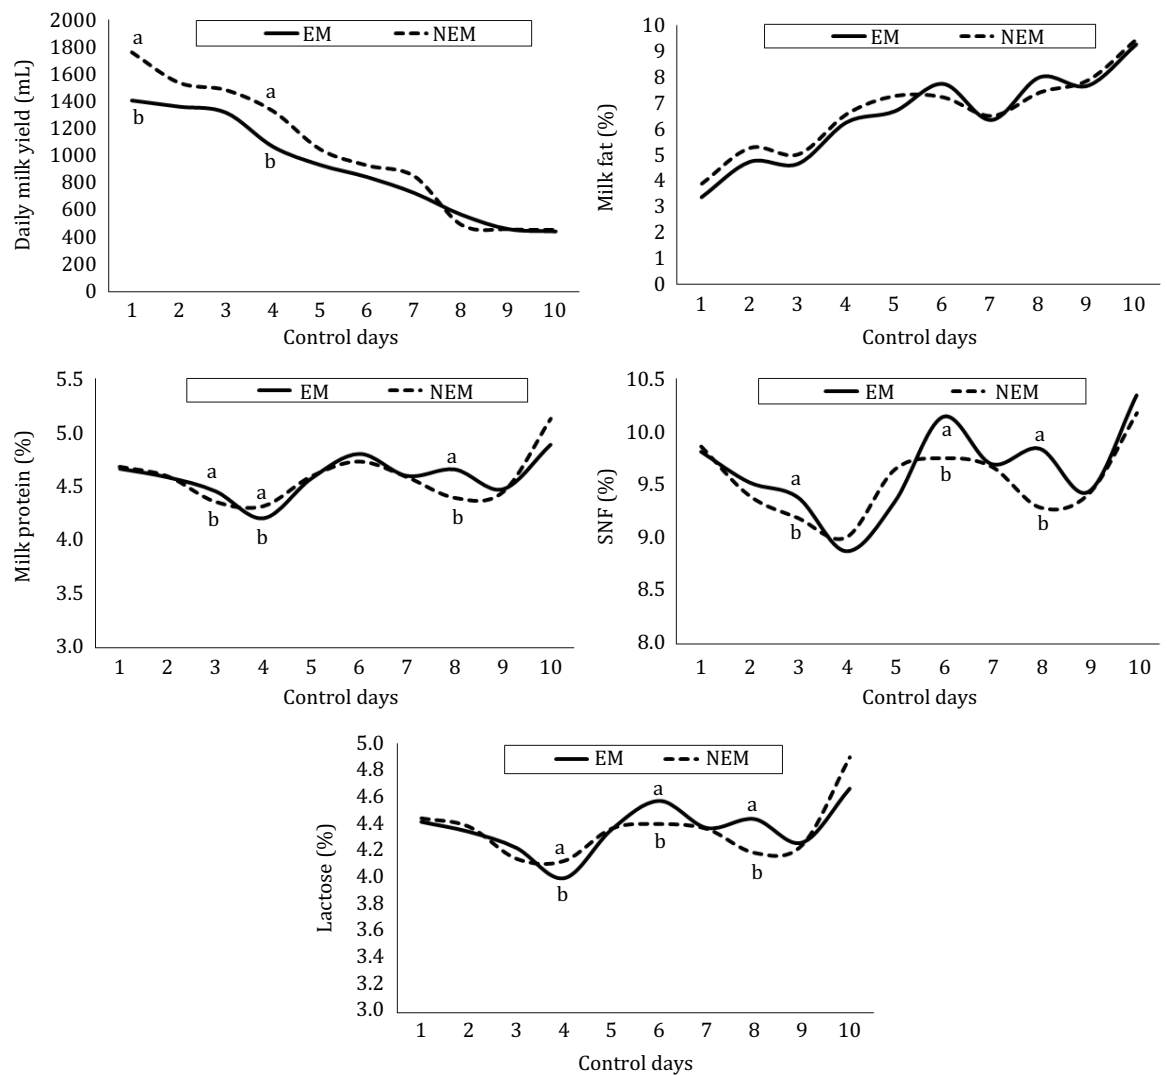 Daily milk yield (mL)
2000
1800
1600
1400
1200
1000
800
600
400
200
0
EM NEM
a
b
a
b
1 2 3 4 5 6 7 8 9 10
Control days
Milk fat (%)
10
9
8
7
6
5
4
3
2
1
0
EM NEM
1 2 3 4 5 6 7 8 9 10
Control days
Milk protein (%)
5.5
5.0
4.5
4.0
3.5
3.0
EM NEM
a
b
a
b
a
b
1 2 3 4 5 6 7 8 9 10
Control days
SNF (%)
10.5
10.0
9.5
9.0
8.5
8.0
EM NEM
a
b
a
b
a
b
1 2 3 4 5 6 7 8 9 10
Control days
Lactose (%)
5.0
4.8
4.6
4.4
4.2
4.0
3.8
3.6
3.4
3.2
3.0
EM NEM
a
b
a
b
a
b
1 2 3 4 5 6 7 8 9 10
Control days